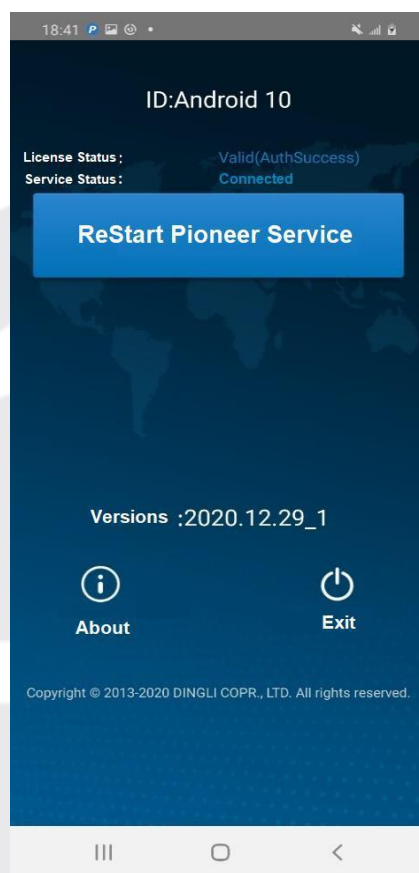 18:41
ID:Android 10
License Status: Valid(AuthSuccess)
Service Status: Connected
ReStart Pioneer Service
Versions :2020.12.29_1
About Exit
Copyright © 2013-2020 DINGLI COPR., LTD. All rights reserved.